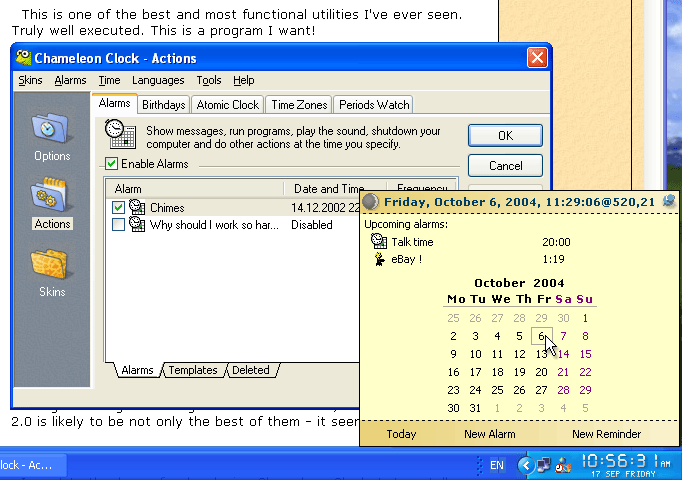 This is one of the best and most functional utilities I've ever seen.
Truly well executed. This is a program I want!
Chameleon Clock - Actions
Skins Alarms Time Languages Tools Help
Alarms Birthdays Atomic Clock Time Zones Periods Watch
Show messages, run programs, play the sound, shutdown your
computer and do other actions at the time you specify.
Enable Alarms
OK
Cancel
Options
Actions
Skins
Alarm Date and Time Frequency
Chimes 14.12.2002 22
Why should I work so har... Disabled
Alarms Templates Deleted
Friday, October 6, 2004, 11:29:06@520,21
Upcoming alarms:
Talk time 20:00
eBay ! 1:19
October 2004
Mo Tu We Th Fr Sa Su
25 26 27 28 29 30 1
2 3 4 5 6 7 8
9 10 11 12 13 14 15
16 17 18 19 20 21 22
23 24 25 26 27 28 29
30 31 1 2 3 4 5
Today New Alarm New Reminder
2.0 is likely to be not only the best of them - it seem
lock - Ac...
EN
10:56:31 AM
17 SEP FRIDAY